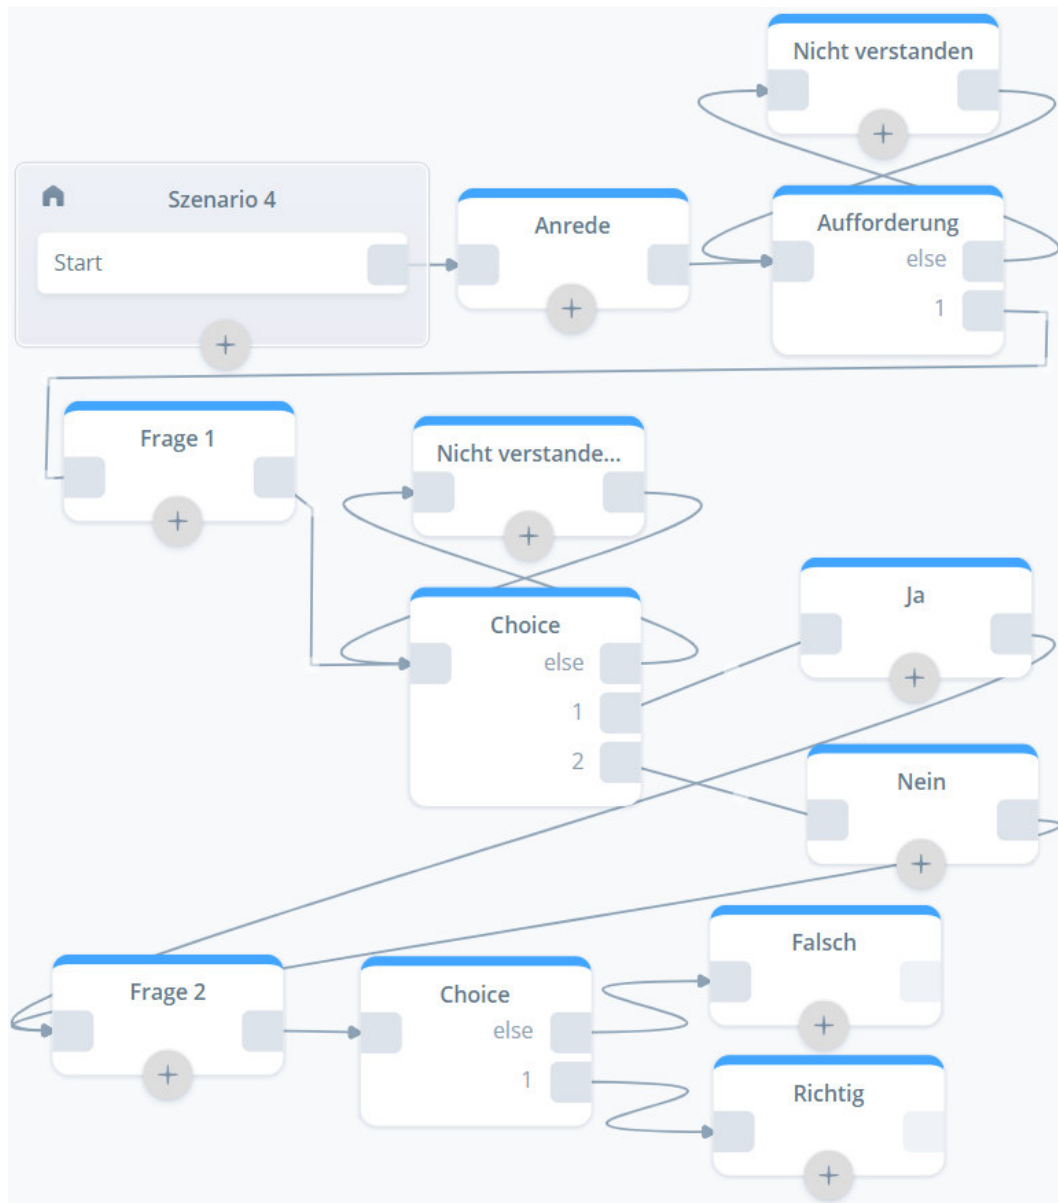 Nicht verstanden
Szenario 4
Start
Anrede
Aufforderung
else
1
Frage 1
Nicht verstande...
Choice
else
1
2
Ja
Nein
Frage 2
Choice
else
1
Falsch
Richtig